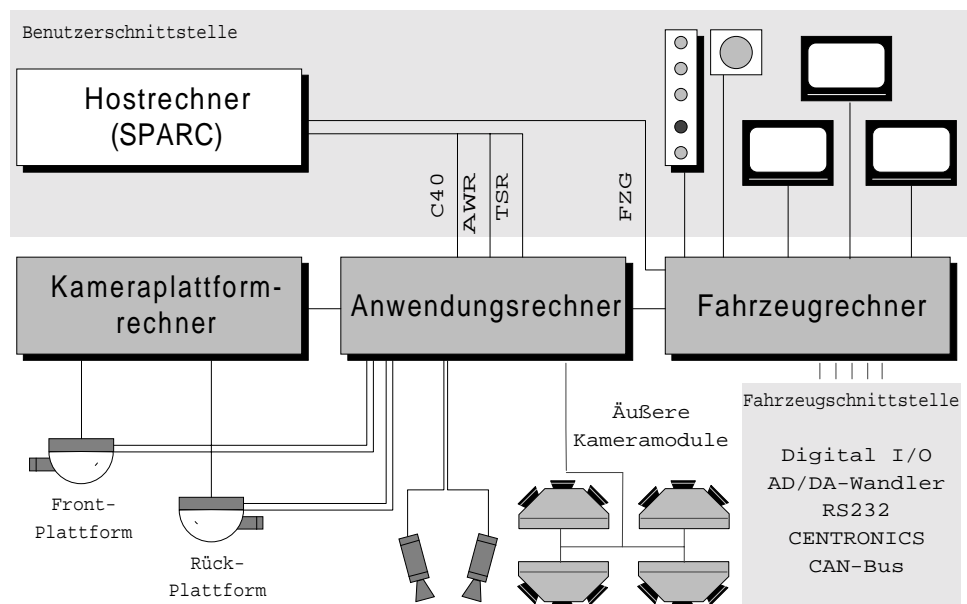 Benutzerschnittstelle
Hostrechner
(SPARC)
C40
AWR
TSR
FZG
Kameraplattform-
rechner
Anwendungsrechner
Fahrzeugrechner
Front-
Plattform
Rück-
Plattform
Äußere
Kameramodule
Fahrzeugschnittstelle
Digital I/O
AD/DA-Wandler
RS232
CENTRONICS
CAN-Bus